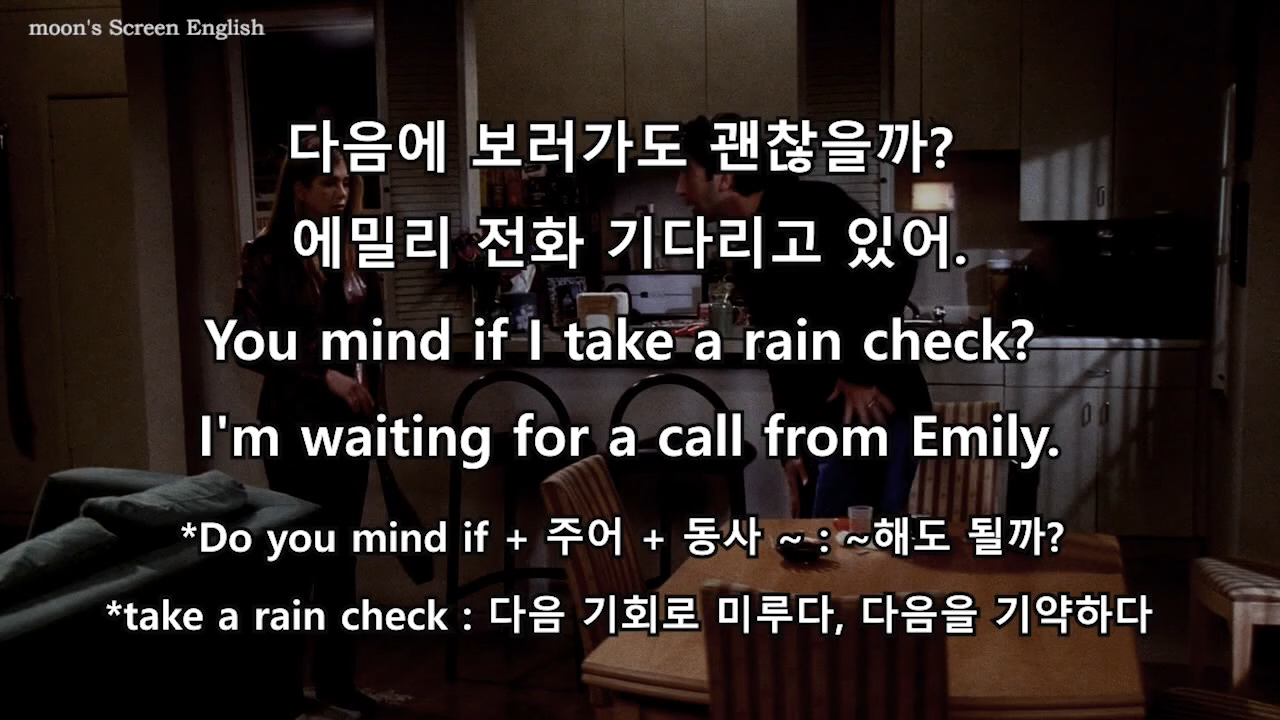 moon's Screen English
다음에 보러가도 괜찮을까?
에밀리 전화 기다리고 있어.
You mind if I take a rain check?
I'm waiting for a call from Emily.
*Do you mind if + 주어 + 동사 ~ : ~해도 될까?
*take a rain check : 다음 기회로 미루다, 다음을 기약하다